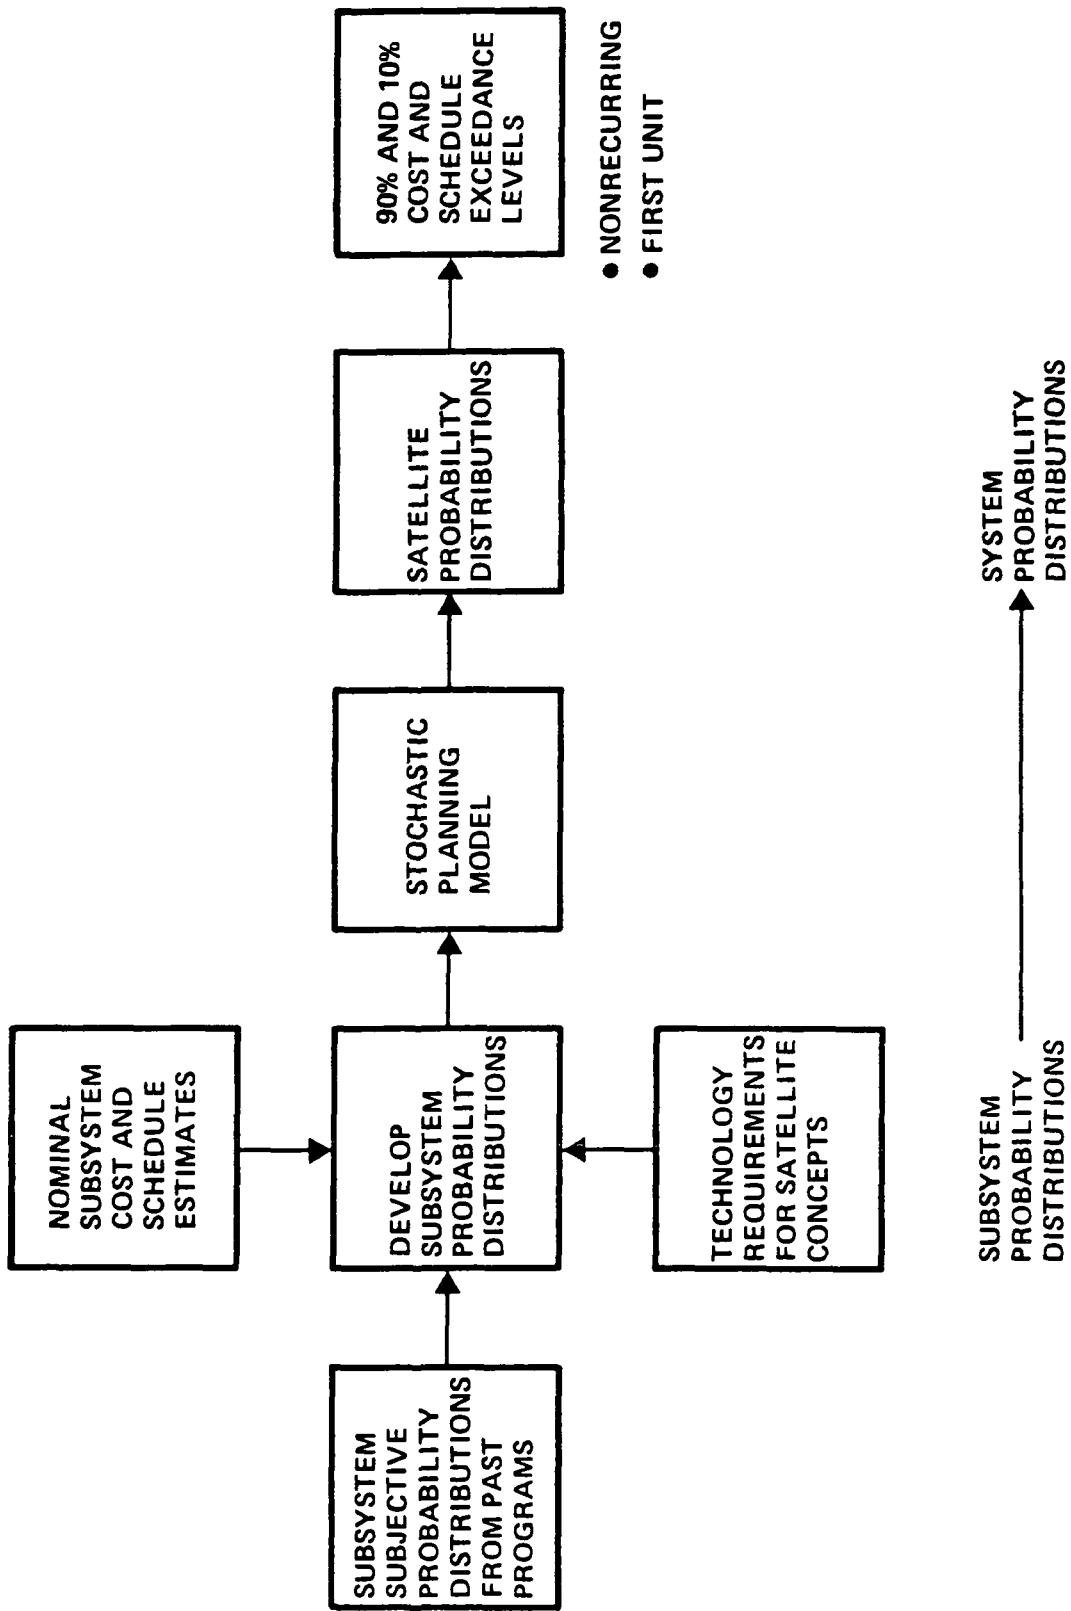 NOMINAL
SUBSYSTEM
COST AND
SCHEDULE
ESTIMATES
SUBSYSTEM
SUBJECTIVE
PROBABILITY
DISTRIBUTIONS
FROM PAST
PROGRAMS
DEVELOP
SUBSYSTEM
PROBABILITY
DISTRIBUTIONS
STOCHASTIC
PLANNING
MODEL
SATELLITE
PROBABILITY
DISTRIBUTIONS
90% AND 10%
COST AND
SCHEDULE
EXCEEDANCE
LEVELS
● NONRECURRING
● FIRST UNIT
TECHNOLOGY
REQUIREMENTS
FOR SATELLITE
CONCEPTS
SUBSYSTEM
PROBABILITY
DISTRIBUTIONS
SYSTEM
PROBABILITY
DISTRIBUTIONS